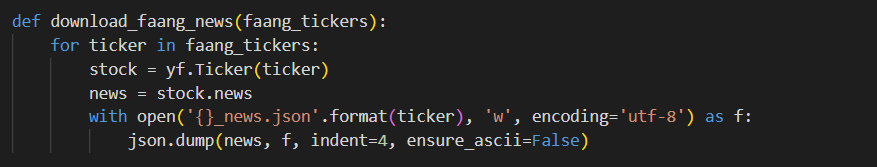 def download_faang_news(faang_tickers):
    for ticker in faang_tickers:
        stock = yf.Ticker(ticker)
        news = stock.news
        with open('{}_news.json'.format(ticker), 'w', encoding='utf-8') as f:
            json.dump(news, f, indent=4, ensure_ascii=False)